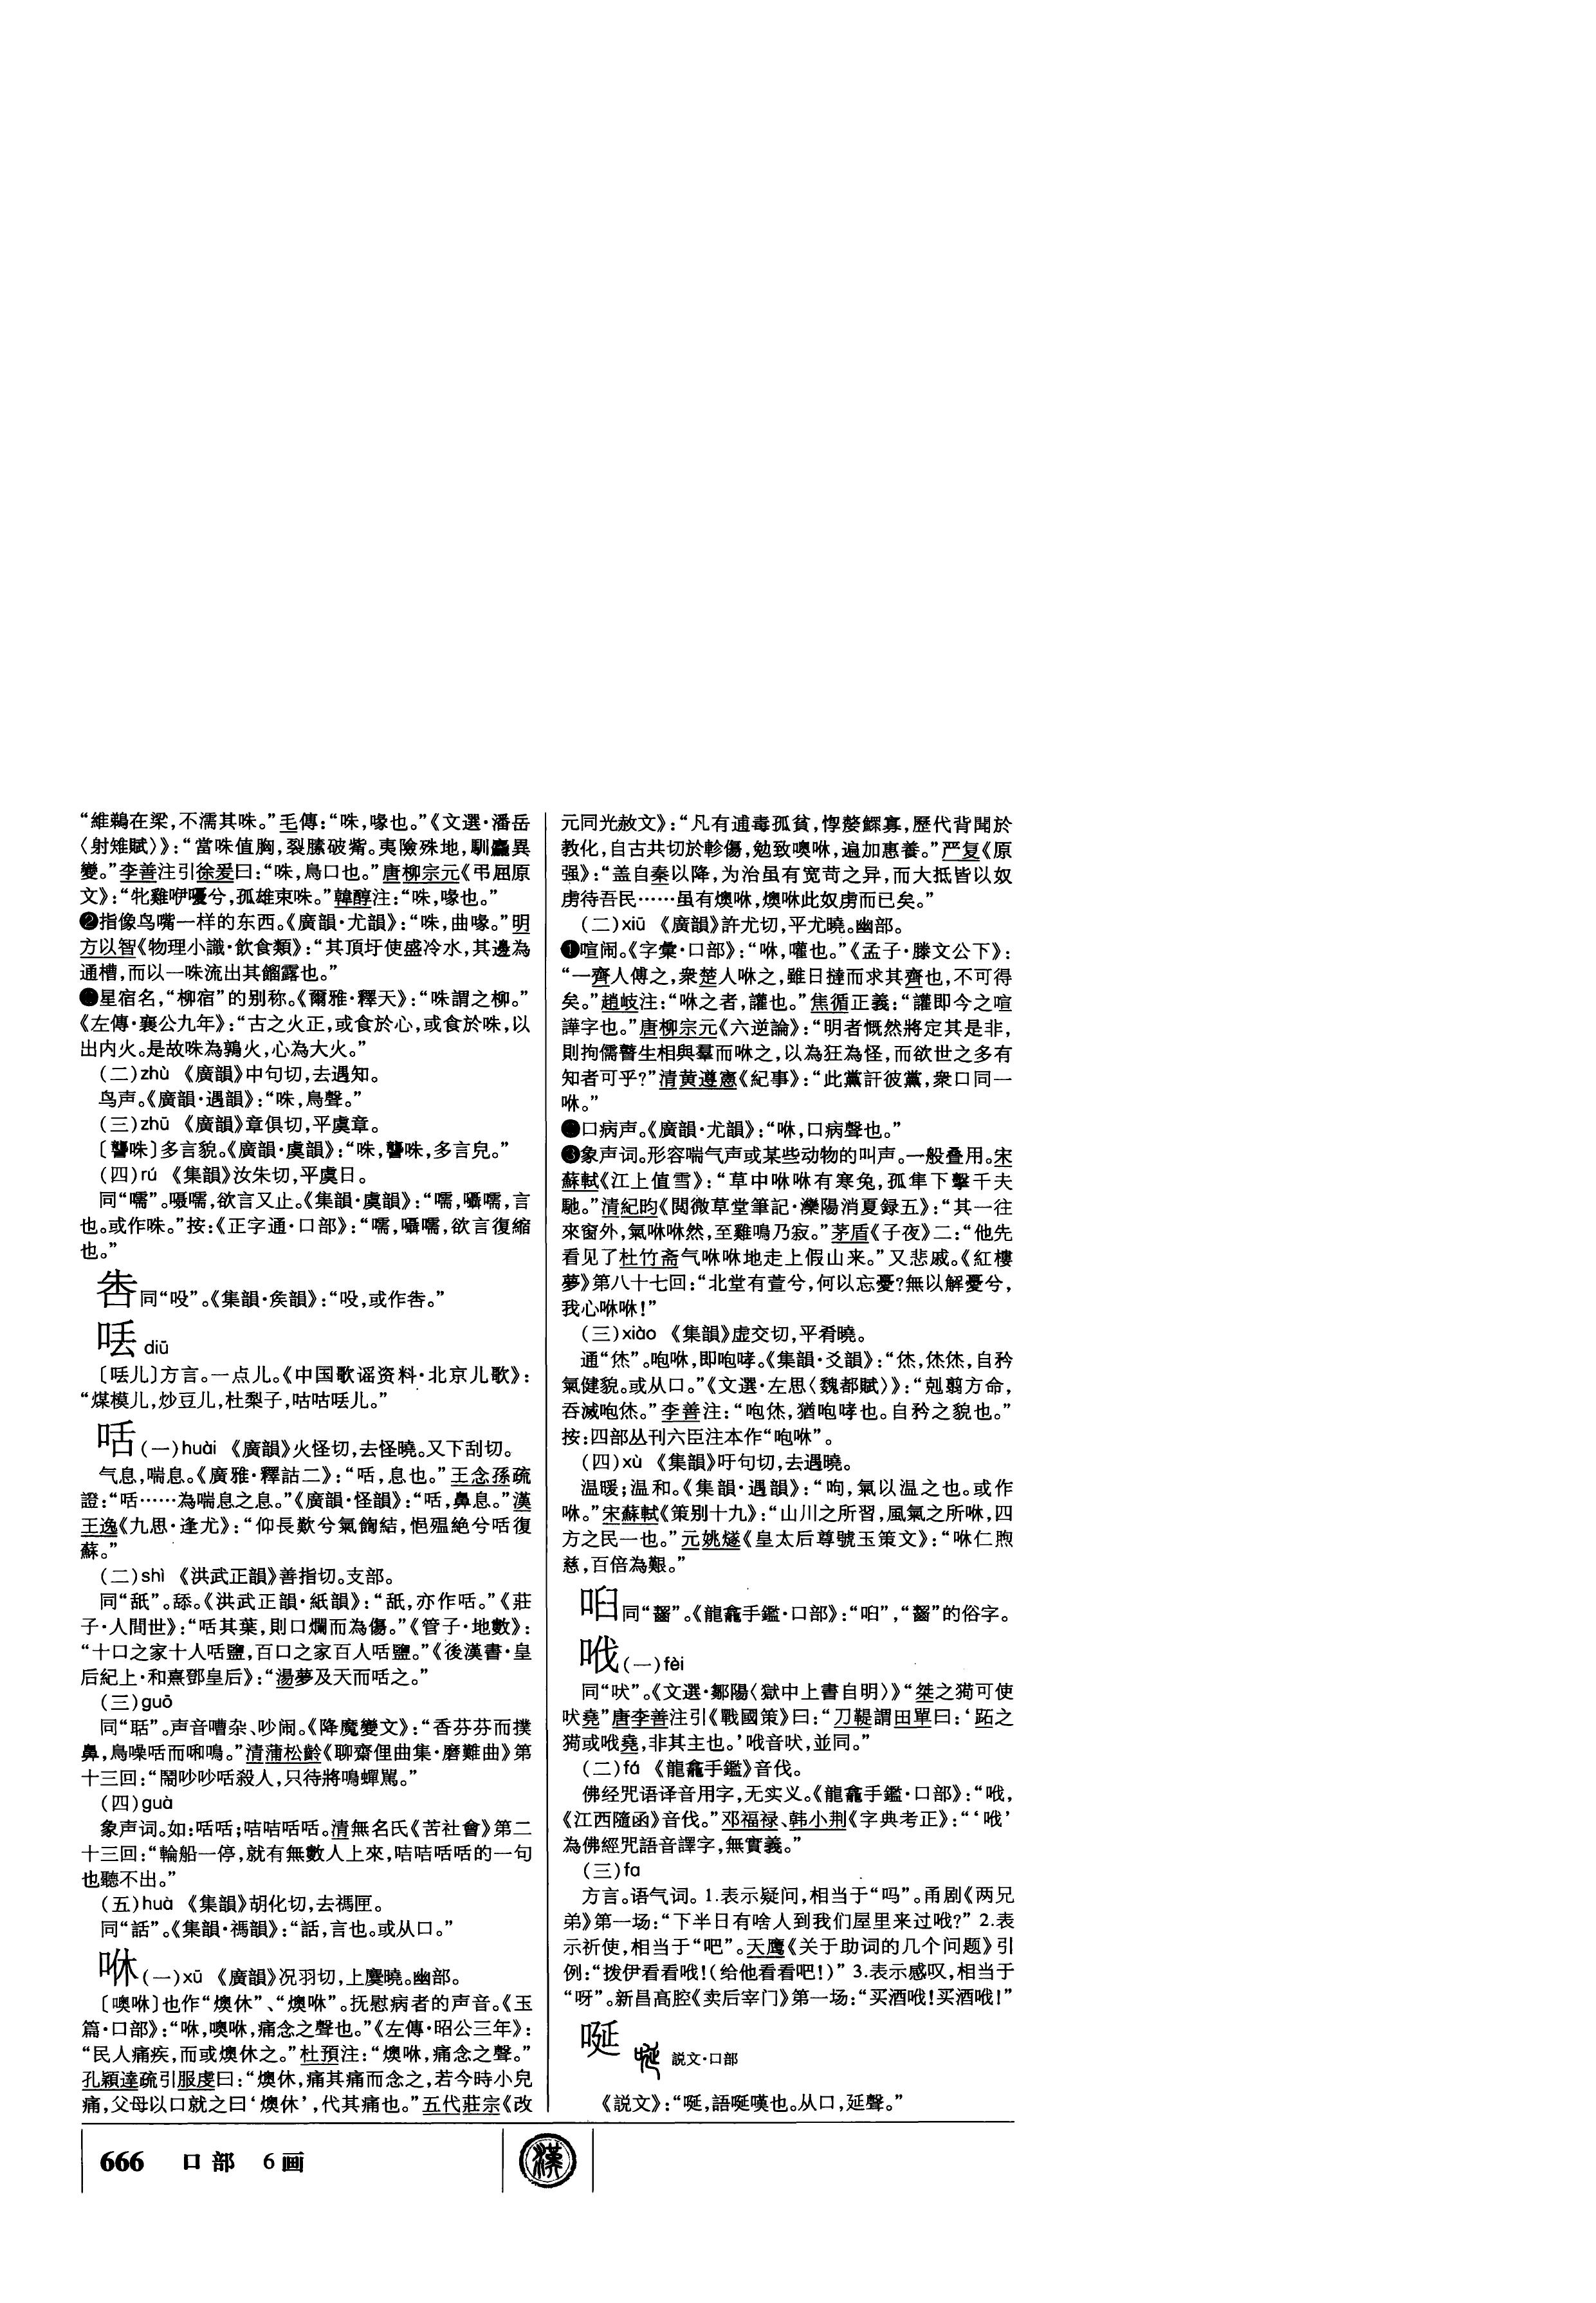 “維鵜在梁,不濡其咮。”毛傳:“咮,喙也。”《文選·潘岳
〈射雉賦〉》:“當咮值胸,裂膆破觜。夷險殊地,馴麤異
變。”李善注引徐爰曰:“咮,鳥口也。”唐柳宗元《弔屈原
文》:“牝雞咿嚘兮,孤雄束咮。”韓醇注:“咮,喙也。”
❷指像鸟嘴一样的东西。《廣韻·尤韻》:“咮,曲喙。”明
方以智《物理小識·飲食類》:“其頂圩使盛冷水,其邊為
通槽,而以一咮流出其餾露也。”
❸星宿名,“柳宿”的别称。《爾雅·釋天》:“咮謂之柳。”
《左傳·襄公九年》:“古之火正,或食於心,或食於咮,以
出内火。是故咮為鶉火,心為大火。”
(二)zhù 《廣韻》中句切,去遇知。
鸟声。《廣韻·遇韻》:“咮,鳥聲。”
(三)zhū 《廣韻》章俱切,平虞章。
〔讋咮〕多言貌。《廣韻·虞韻》:“咮,讋咮,多言皃。”
(四)rú 《集韻》汝朱切,平虞日。
同“嚅”。嗫嚅,欲言又止。《集韻·虞韻》:“嚅,囁嚅,言
也。或作咮。”按:《正字通·口部》:“嚅,囁嚅,欲言復縮
也。”
同“吺”。《集韻·矦韻》:“吺,或作。”
丢 diū
〔丢儿〕方言。一点儿。《中国歌谣资料·北京儿歌》:
“煤模儿,炒豆儿,杜梨子,咕咕丢儿。”
咶(一)huài 《廣韻》火怪切,去怪曉。又下刮切。
气息,喘息。《廣雅·釋詁二》:“咶,息也。”王念孫疏
證:“咶……為喘息之息。”《廣韻·怪韻》:“咶,鼻息。”漢
王逸《九思·逢尤》:“仰長歎兮氣䭇結,悒殟絶兮咶復
蘇。”
(二)shì 《洪武正韻》善指切。支部。
同“舐”。舔。《洪武正韻·紙韻》:“舐,亦作咶。”《莊
子·人間世》:“咶其葉,則口爛而為傷。”《管子·地數》:
“十口之家十人咶鹽,百口之家百人咶鹽。”《後漢書·皇
后紀上·和熹鄧皇后》:“湯夢及天而咶之。”
(三)guō
同“聒”。声音嘈杂、吵闹。《降魔變文》:“香芬芬而撲
鼻,鳥噪咶而㗏鳴。”清蒲松齡《聊齋俚曲集·磨難曲》第
十三回:“鬧吵吵咶殺人,只待將鳴蟬駡。”
(四)guà
象声词。如:咶咶;咭咭咶咶。清無名氏《苦社會》第二
十三回:“輪船一停,就有無數人上來,咭咭咶咶的一句
也聽不出。”
(五)huà 《集韻》胡化切,去禡匣。
同“話”。《集韻·禡韻》:“話,言也。或从口。”
咻(一)xǔ 《廣韻》况羽切,上麌曉。幽部。
〔噢咻〕也作“燠休”、“燠咻”。抚慰病者的声音。《玉
篇·口部》:“咻,噢咻,痛念之聲也。”《左傳·昭公三年》:
“民人痛疾,而或燠休之。”杜預注:“燠咻,痛念之聲。”
孔穎達疏引服虔曰:“燠休,痛其痛而念之,若今時小兒
痛,父母以口就之曰‘燠休’,代其痛也。”五代莊宗《改
元同光赦文》:“凡有逋毒孤貧,惸嫠鰥寡,歷代背聞於
教化,自古共切於軫傷,勉致噢咻,遍加惠養。”严复《原
强》:“盖自秦以降,为治虽有宽苛之异,而大抵皆以奴
虏待吾民……虽有燠咻,燠咻此奴虏而已矣。”
(二)xiū 《廣韻》許尤切,平尤曉。幽部。
❶喧闹。《字彙·口部》:“咻,嚾也。”《孟子·滕文公下》:
“一齊人傅之,衆楚人咻之,雖日撻而求其齊也,不可得
矣。”趙岐注:“咻之者,讙也。”焦循正義:“讙即今之喧
譁字也。”唐柳宗元《六逆論》:“明者慨然將定其是非,
則拘儒瞽生相與羣而咻之,以為狂為怪,而欲世之多有
知者可乎?”清黄遵憲《紀事》:“此黨訐彼黨,衆口同一
咻。”
❷口病声。《廣韻·尤韻》:“咻,口病聲也。”
❸象声词。形容喘气声或某些动物的叫声。一般叠用。宋
蘇軾《江上值雪》:“草中咻咻有寒兔,孤隼下擊千夫
馳。”清紀昀《閲微草堂筆記·灤陽消夏録五》:“其一往
來窗外,氣咻咻然,至雞鳴乃寂。”茅盾《子夜》二:“他先
看见了杜竹斋气咻咻地走上假山来。”又悲戚。《紅樓
夢》第八十七回:“北堂有萱兮,何以忘憂?無以解憂兮,
我心咻咻!”
(三)xiào 《集韻》虚交切,平肴曉。
通“烋”。咆咻,即咆哮。《集韻·爻韻》:“烋,烋烋,自矜
氣健貌。或从口。”《文選·左思〈魏都賦〉》:“剋翦方命,
吞滅咆烋。”李善注:“咆烋,猶咆哮也。自矜之貌也。”
按:四部丛刊六臣注本作“咆咻”。
(四)xù 《集韻》吁句切,去遇曉。
温暖;温和。《集韻·遇韻》:“呴,氣以温之也。或作
咻。”宋蘇軾《策别十九》:“山川之所習,風氣之所咻,四
方之民一也。”元姚燧《皇太后尊號玉策文》:“咻仁煦
慈,百倍為艱。”
㕾同“齧”。《龍龕手鑑·口部》:“”,“齧”的俗字。
㕹(一)fèi
同“吠”。《文選·鄒陽〈獄中上書自明〉》“桀之狗可使
吠堯”唐李善注引《戰國策》曰:“刀鞮謂田單曰:‘跖之
狗或㕹堯,非其主也。’㕹音吠,並同。”
(二)fá 《龍龕手鑑》音伐。
佛经咒语译音用字,无实义。《龍龕手鑑·口部》:“㕹,
《江西隨函》音伐。”邓福禄、韩小荆《字典考正》:“‘㕹’
為佛經咒語音譯字,無實義。”
(三)fa
方言。语气词。1.表示疑问,相当于“吗”。甬剧《两兄
弟》第一场:“下半日有啥人到我们屋里来过㕹?” 2.表
示祈使,相当于“吧”。天鹰《关于助词的几个问题》引
例:“拨伊看看㕹!(给他看看吧!)” 3.表示感叹,相当于
“呀”。新昌高腔《卖后宰门》第一场:“买酒㕹!买酒㕹!”
唌 説文·口部
《説文》:“唌,語唌嘆也。从口,延聲。”
666 口部 6画
漢